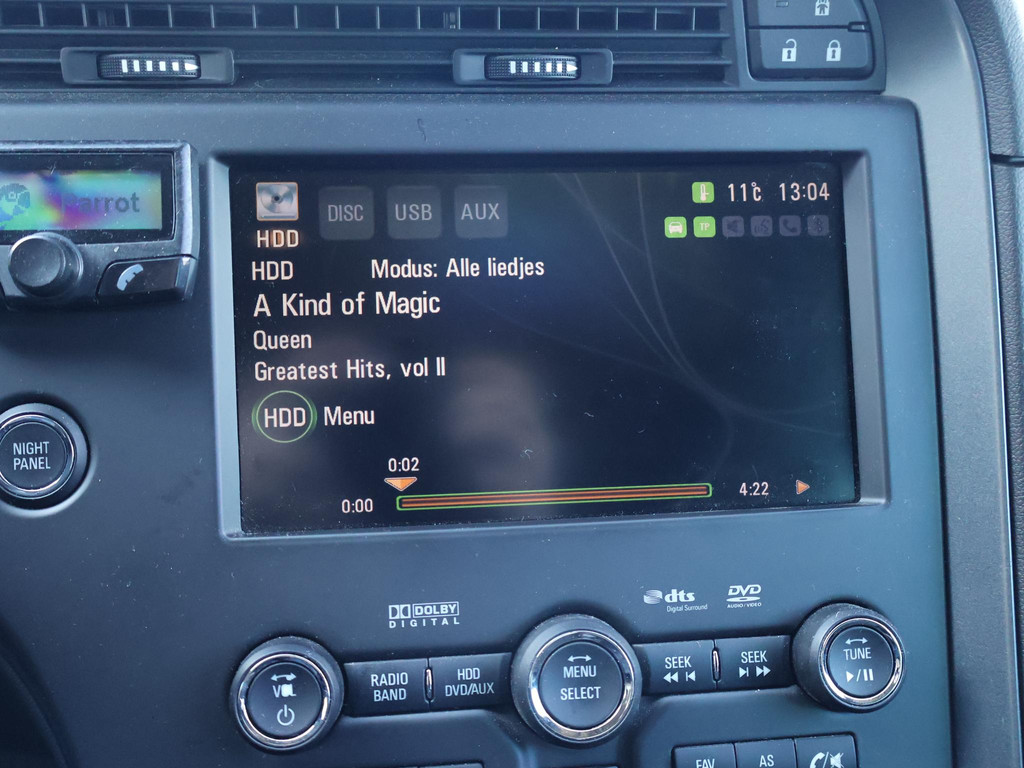 Parrot
11°C 13:04
DISC USB AUX
TP
HDD
HDD Modus: Alle liedjes
A Kind of Magic
Queen
Greatest Hits, vol II
HDD Menu
0:02
0:00 4:22
NIGHT
PANEL
DOLBY
DIGITAL
dts
Digital Surround
DVD
AUDIO/VIDEO
VOL
RADIO
BAND
HDD
DVD/AUX
MENU
SELECT
SEEK
SEEK
TUNE
FAV
AS